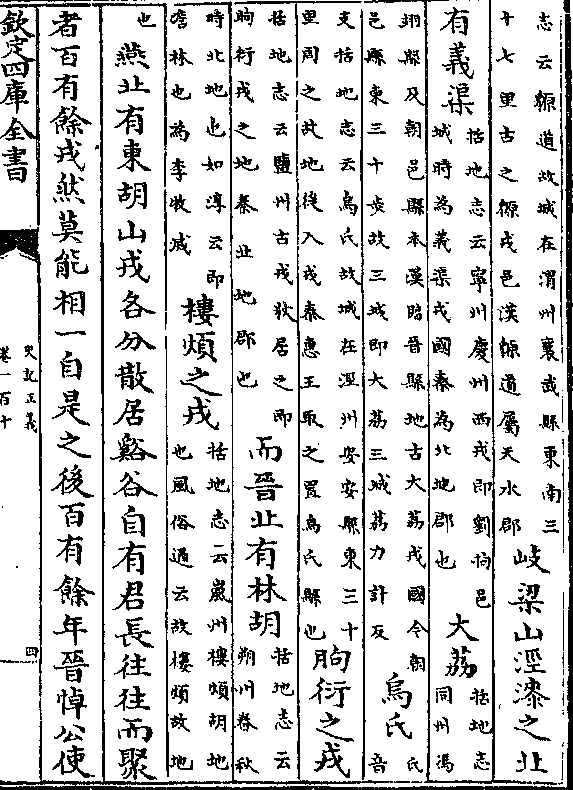 志云䝠道故城在渭州襄武縣東南三
十七里古之䝠戎邑漢䝠道屬天水郡
岐梁山涇漆之北
有義渠
括地志云寧州慶州西戎即劉拘邑
城時為義渠戎國秦為北地郡也
大荔
括地志
同州馮
翊縣及朝邑縣本漢臨晉縣地古大荔戎國今朝
邑縣東三十步故三城即大荔三城荔力計反
烏氏
氏
音
支括地志云烏氏故城在涇州安安縣東三十
里周之故地後入戎秦惠王取之置烏氏縣也
朐衍之戎
括地志云鹽州古戎狄居之即
朐衍戎之地秦北地郡也
而晉北有林胡
括地志云
朔州春秋
時北地也如淳云即
儋林也為李牧滅
樓煩之戎
括地志云嵐州樓煩胡地
也風俗通云故樓煩故地
也
燕北有東胡山戎各分散居谿谷自有君長往往而聚
者百有餘戎然莫能相一自是之後百有餘年晉悼公使
欽定四庫全書
史記正義
卷一百十
四